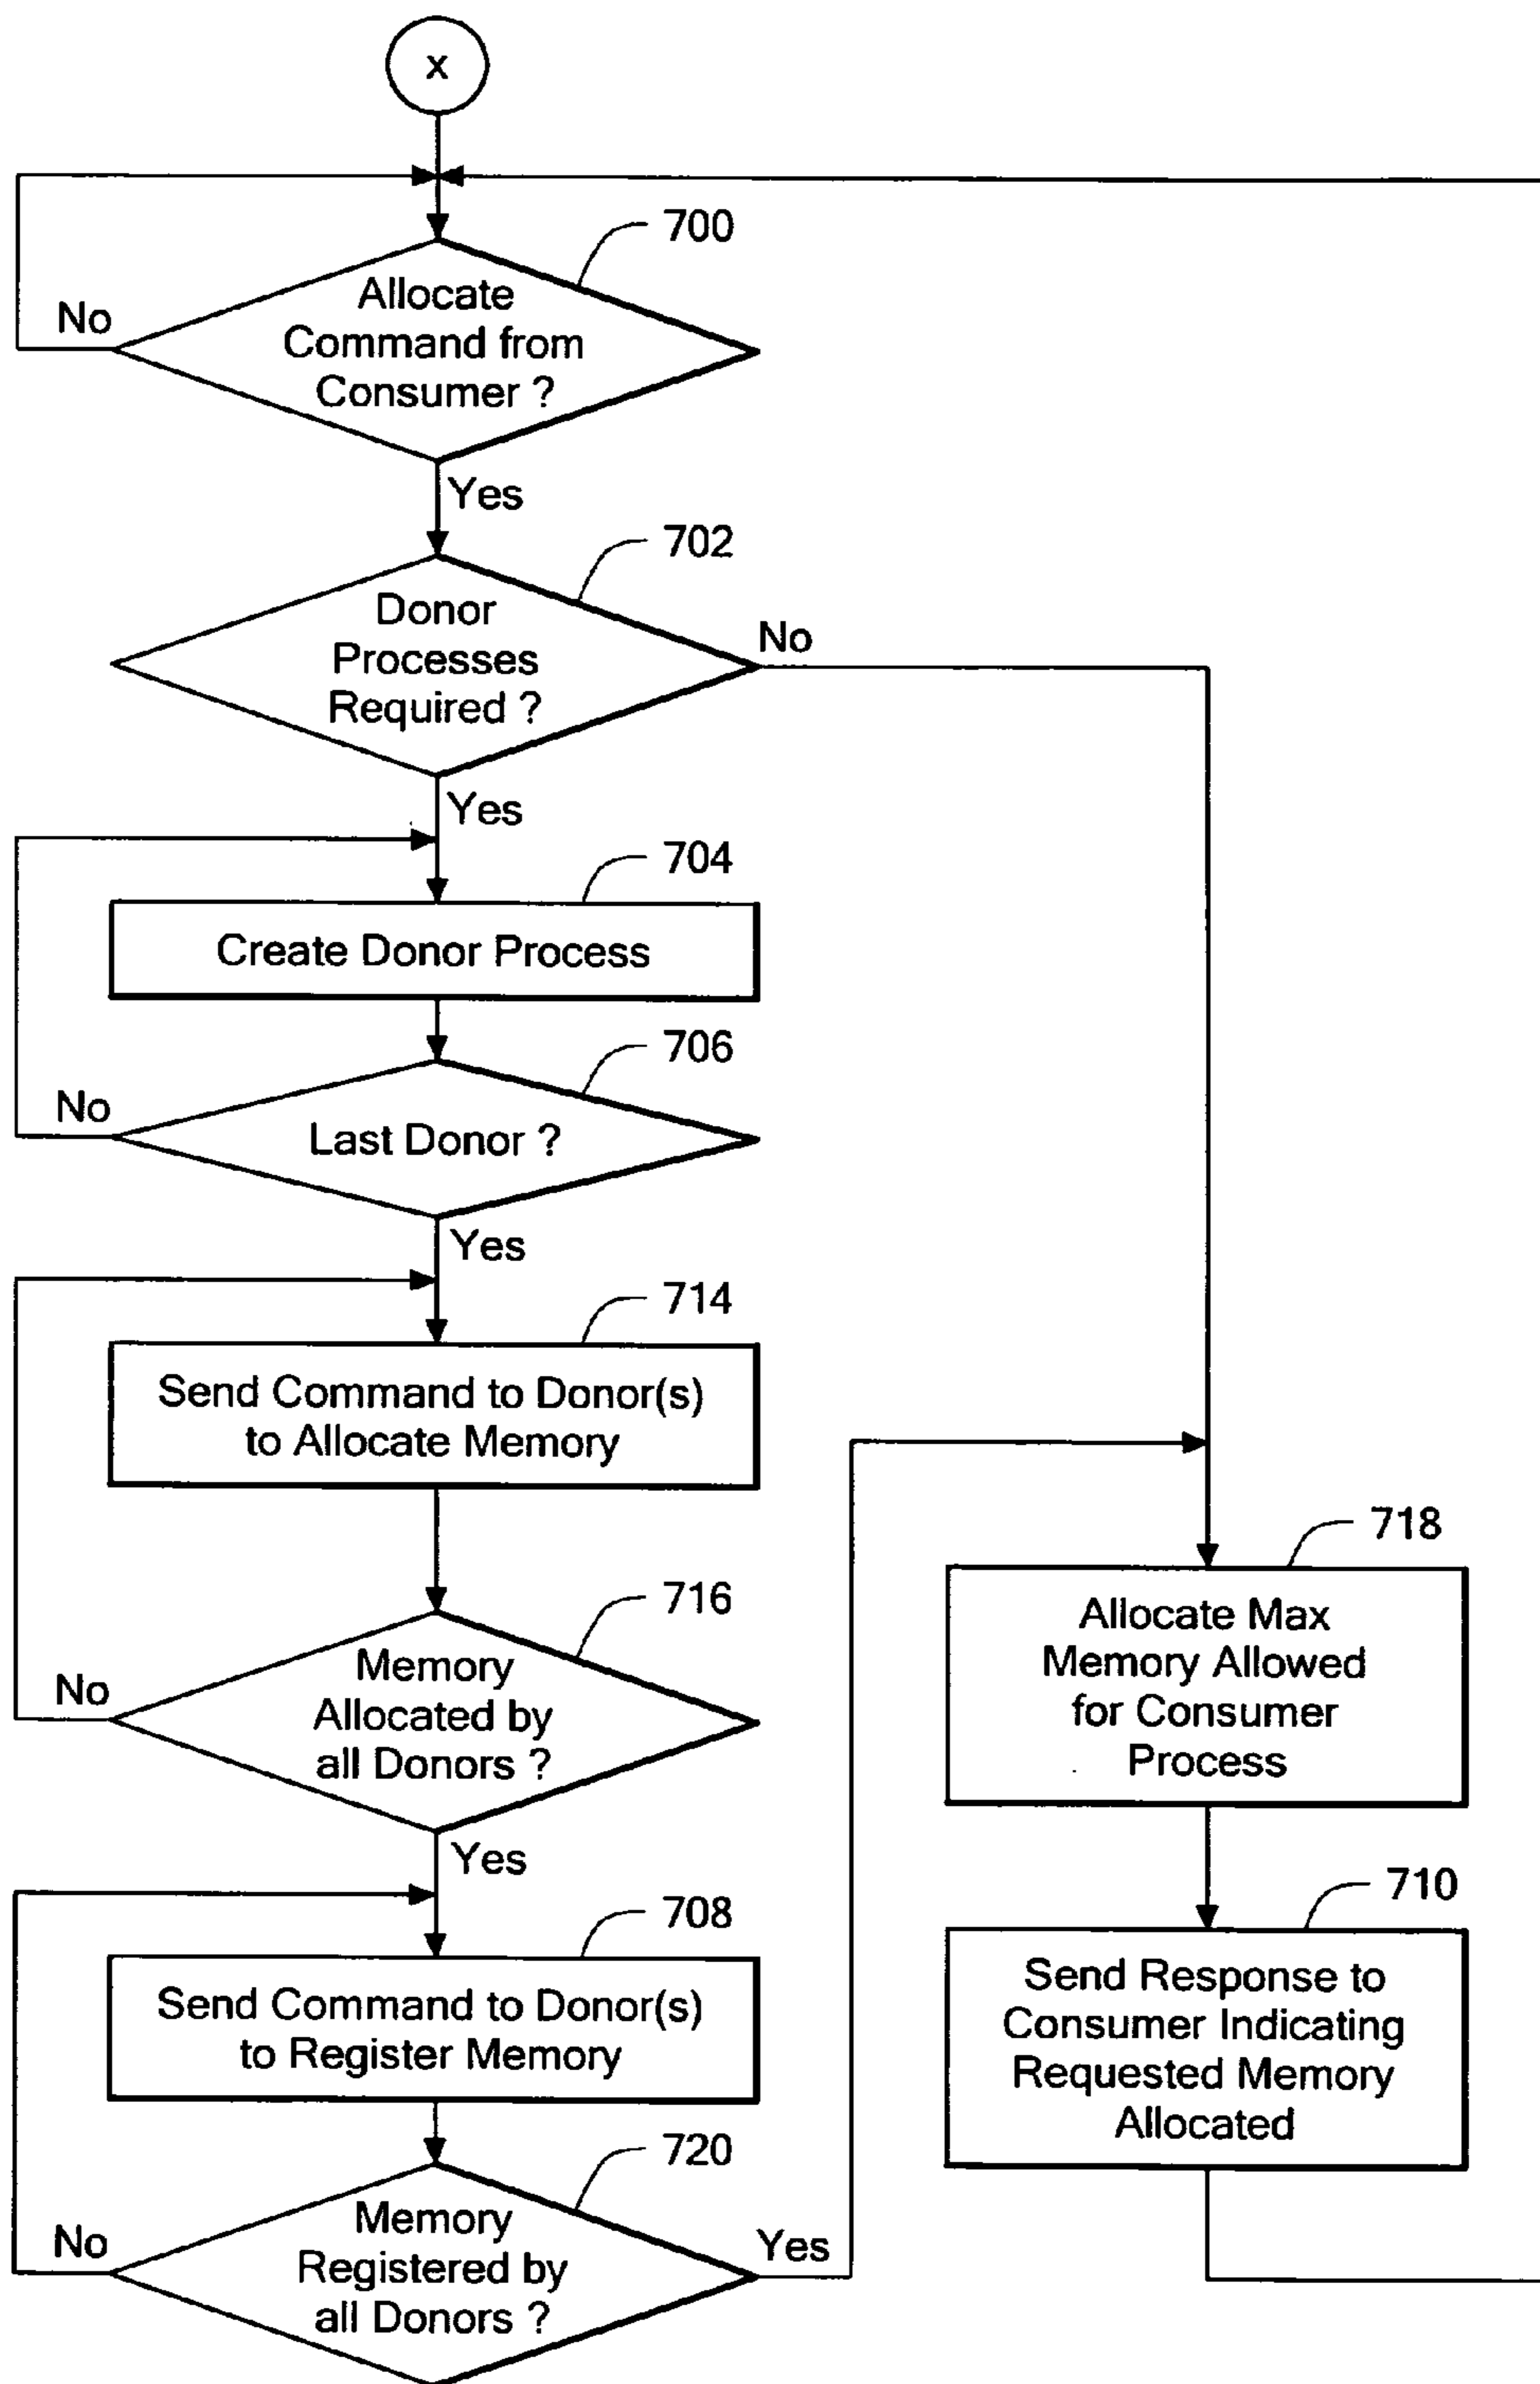 x
700
Allocate
Command from
Consumer ?
No
Yes
702
Donor
Processes
Required ?
No
Yes
704
Create Donor Process
706
Last Donor ?
No
Yes
714
Send Command to Donor(s)
to Allocate Memory
716
Memory
Allocated by
all Donors ?
No
Yes
708
Send Command to Donor(s)
to Register Memory
720
Memory
Registered by
all Donors ?
No
Yes
718
Allocate Max
Memory Allowed
for Consumer
Process
710
Send Response to
Consumer Indicating
Requested Memory
Allocated